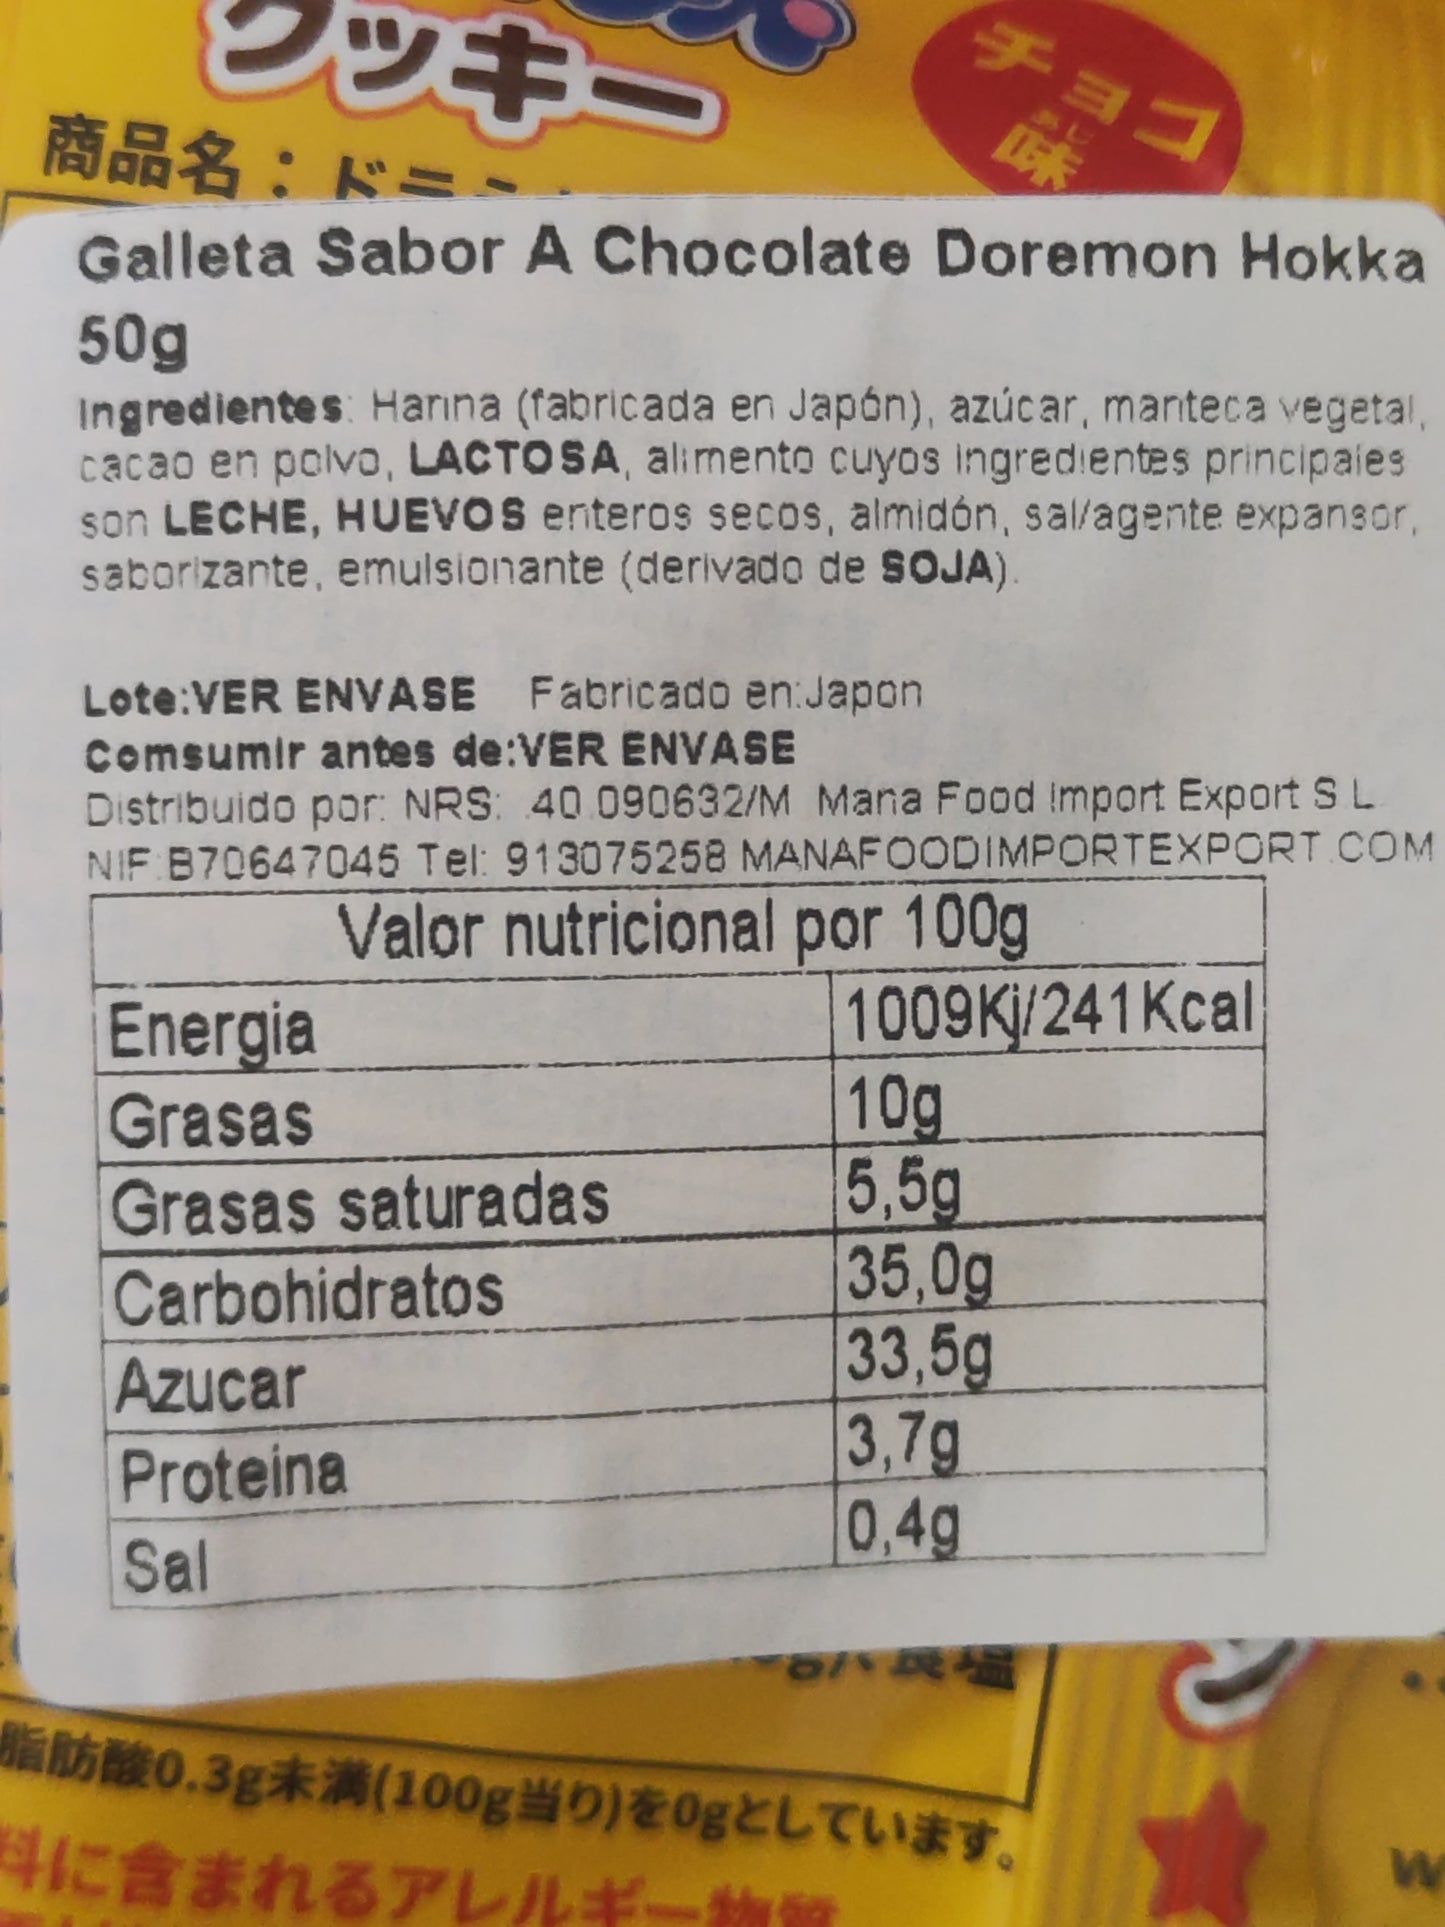 クッキー
チョコ
あじ
味
商品名：ド
Galleta Sabor A Chocolate Doremon Hokka
50g
Ingredientes: Harina (fabricada en Japón), azúcar, manteca vegetal,
cacao en polvo, LACTOSA, alimento cuyos ingredientes principales
son LECHE, HUEVOS enteros secos, almidón, sal/agente expansor,
saborizante, emulsionante (derivado de SOJA).
Lote:VER ENVASE Fabricado en:Japon
Comsumir antes de:VER ENVASE
Distribuido por: NRS: 40.090632/M Mana Food Import Export S.L.
NIF:B70647045 Tel: 913075258 MANAFOODIMPORTEXPORT.COM
Valor nutricional por 100g
Energia 1009Kj/241Kcal
Grasas 10g
Grasas saturadas 5,5g
Carbohidratos 35,0g
Azucar 33,5g
Proteina 3,7g
Sal 0,4g
脂肪酸0.3g未満(100g当り)を0gとしています。
料に含まれるアレルギー物質